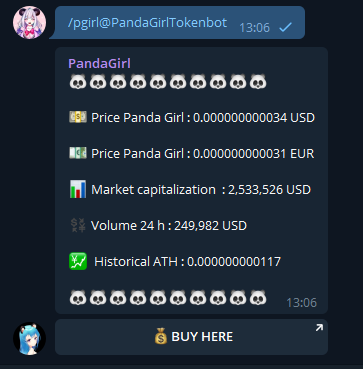 /pgirl@PandaGirlTokenbot 13:06
PandaGirl
Price Panda Girl : 0.000000000034 USD
Price Panda Girl : 0.000000000031 EUR
Market capitalization : 2,533,526 USD
Volume 24 h : 249,982 USD
Historical ATH : 0.000000000117
13:06
BUY HERE